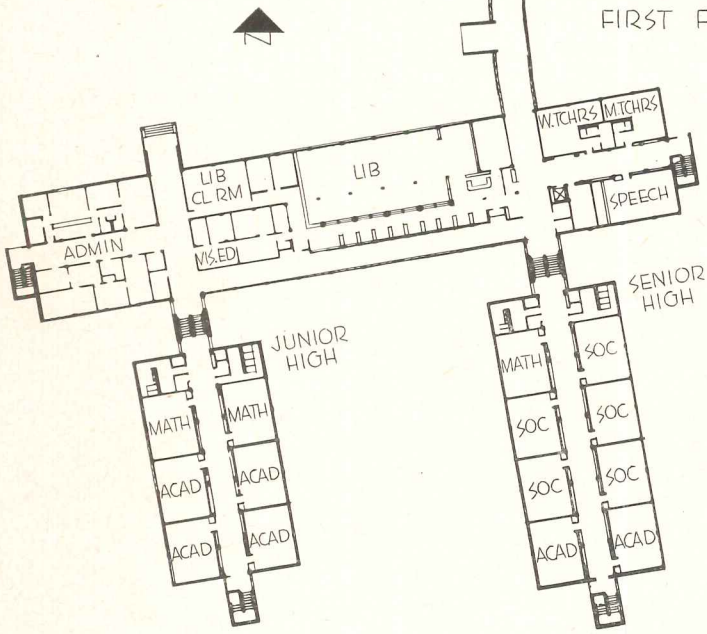 FIRST F
N
W.TCHRS
M.TCHRS
LIB
CL RM
LIB
SPEECH
ADMIN
VIS.ED
SENIOR
HIGH
JUNIOR
HIGH
MATH
SOC
MATH
MATH
SOC
SOC
ACAD
ACAD
SOC
SOC
ACAD
ACAD
ACAD
ACAD